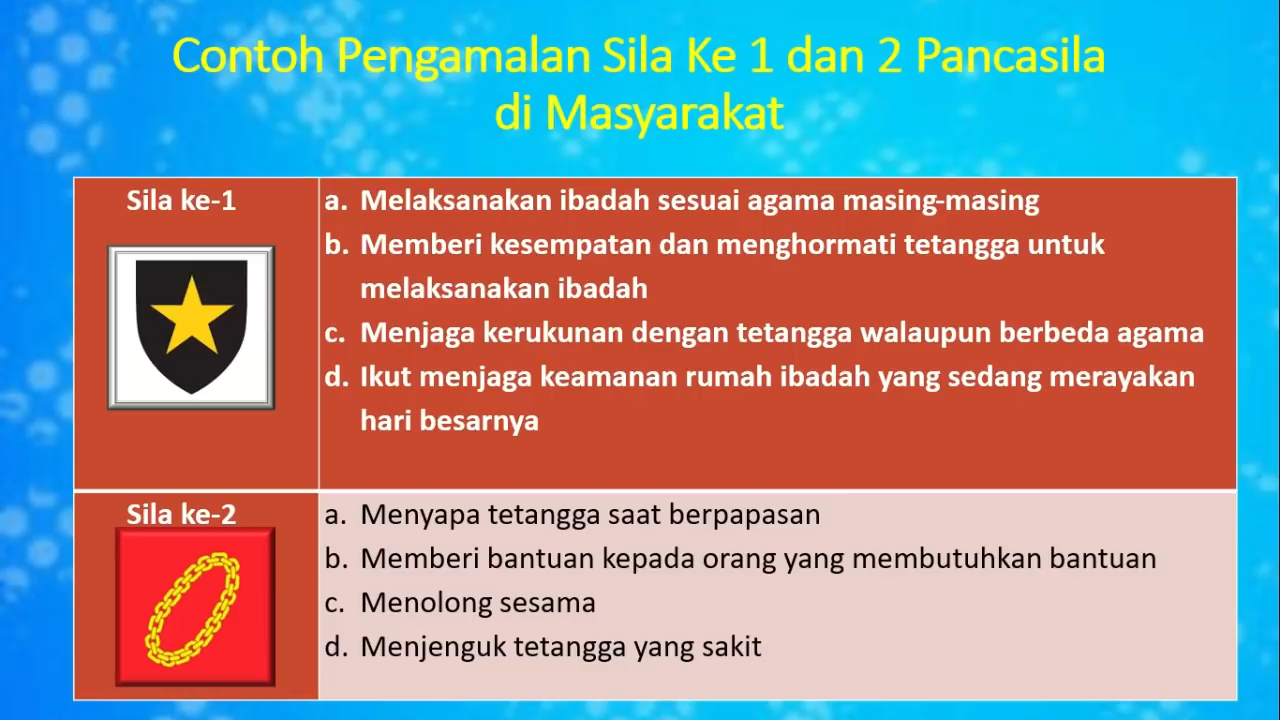 Contoh Pengamalan Sila Ke 1 dan 2 Pancasila
di Masyarakat
Sila ke-1
a. Melaksanakan ibadah sesuai agama masing-masing
b. Memberi kesempatan dan menghormati tetangga untuk
melaksanakan ibadah
c. Menjaga kerukunan dengan tetangga walaupun berbeda agama
d. Ikut menjaga keamanan rumah ibadah yang sedang merayakan
hari besarnya
Sila ke-2
a. Menyapa tetangga saat berpapasan
b. Memberi bantuan kepada orang yang membutuhkan bantuan
c. Menolong sesama
d. Menjenguk tetangga yang sakit